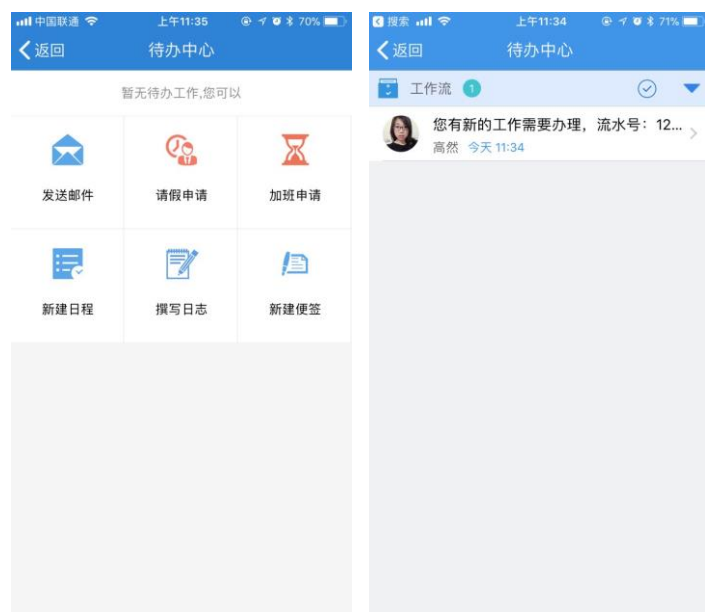 中国联通 上午11:35 70%
返回 待办中心
暂无待办工作,您可以
发送邮件 请假申请 加班申请
新建日程 撰写日志 新建便签
搜索 上午11:34 71%
返回 待办中心
工作流 1
您有新的工作需要办理，流水号：12...
高然 今天 11:34